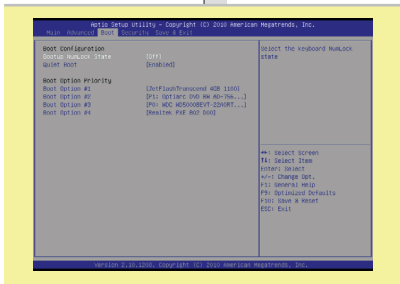 Aptio Setup Utility - Copyright (C) 2010 American Megatrends, Inc.
Main Advanced Boot Security Save & Exit
Boot Configuration
Bootup NumLock State [Off]
Quiet Boot [Enabled]
Boot Option Priority
Boot Option #1 [JetFlashTranscend 4GB 1100]
Boot Option #2 [P1: Optiarc DVD RW AD-756...]
Boot Option #3 [P0: WDC WD5000BEVT-22A0RT...]
Boot Option #4 [Realtek PXE B02 D00]
Select the keyboard NumLock
state
↔: Select Screen
↑↓: Select Item
Enter: Select
+/-: Change Opt.
F1: General Help
F9: Optimized Defaults
F10: Save & Reset
ESC: Exit
Version 2.10.1208. Copyright (C) 2010 American Megatrends, Inc.